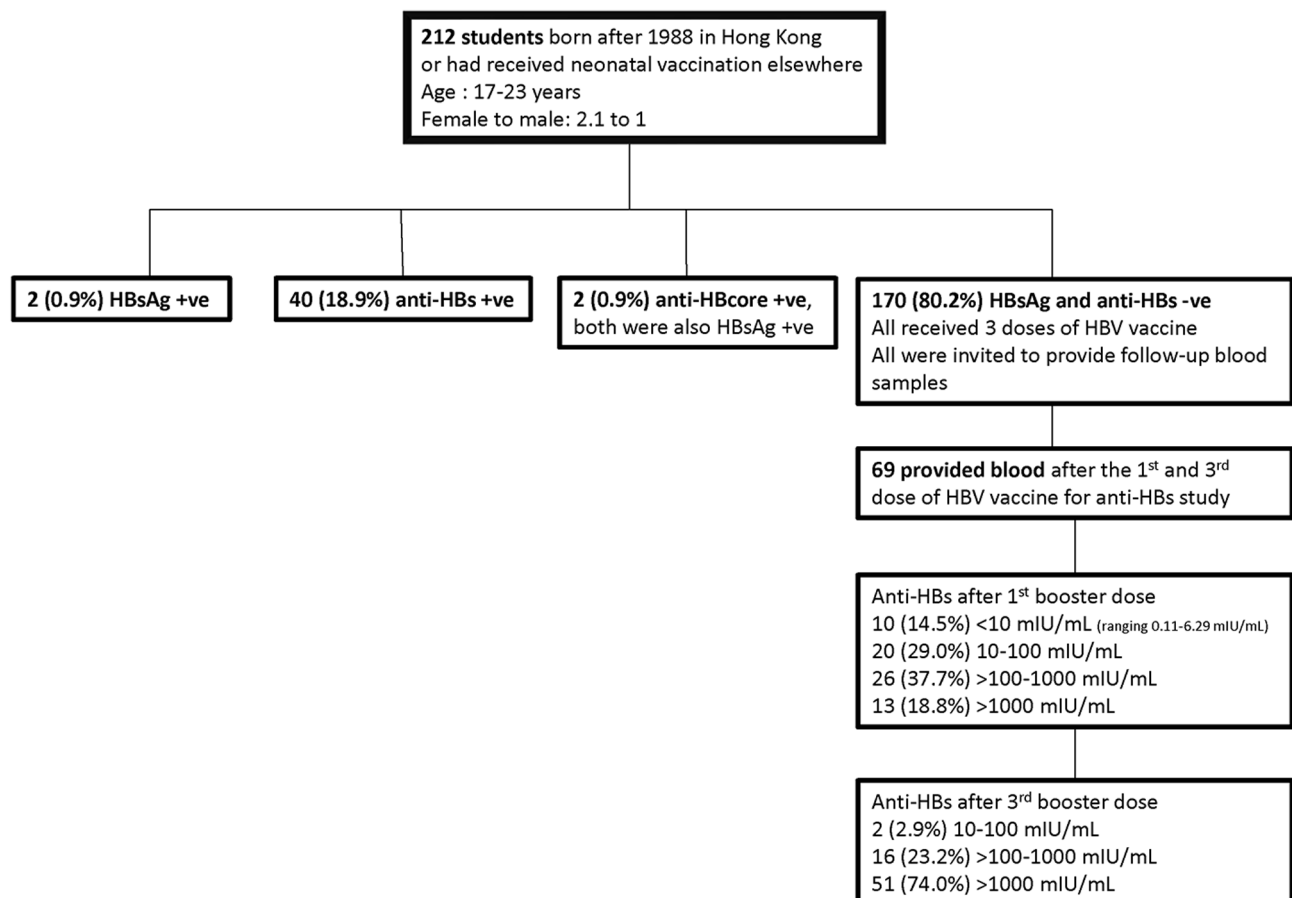 212 students born after 1988 in Hong Kong
or had received neonatal vaccination elsewhere
Age : 17-23 years
Female to male: 2.1 to 1
2 (0.9%) HBsAg +ve
40 (18.9%) anti-HBs +ve
2 (0.9%) anti-HBcore +ve,
both were also HBsAg +ve
170 (80.2%) HBsAg and anti-HBs -ve
All received 3 doses of HBV vaccine
All were invited to provide follow-up blood
samples
69 provided blood after the 1st and 3rd
dose of HBV vaccine for anti-HBs study
Anti-HBs after 1st booster dose
10 (14.5%) <10 mIU/mL (ranging 0.11-6.29 mIU/mL)
20 (29.0%) 10-100 mIU/mL
26 (37.7%) >100-1000 mIU/mL
13 (18.8%) >1000 mIU/mL
Anti-HBs after 3rd booster dose
2 (2.9%) 10-100 mIU/mL
16 (23.2%) >100-1000 mIU/mL
51 (74.0%) >1000 mIU/mL